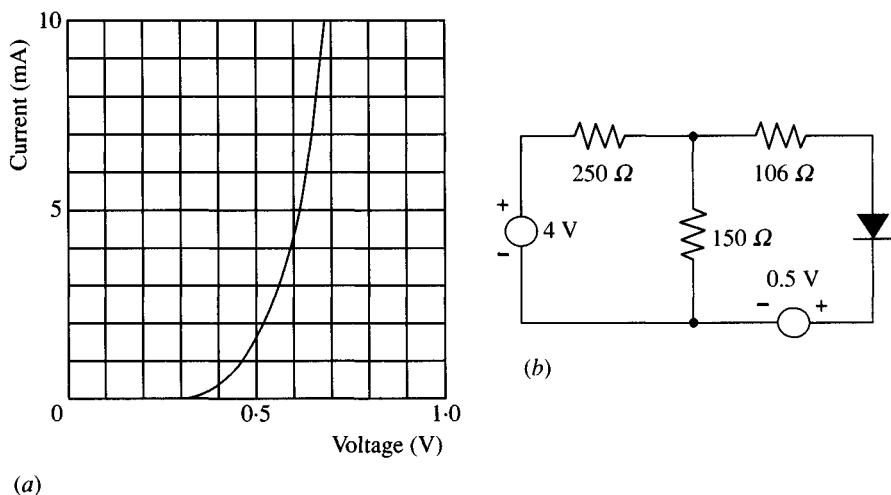 10
Current (mA)
5
0
0·5
1·0
Voltage (V)
(a)
250 Ω
106 Ω
+
4 V
−
150 Ω
0.5 V
− +
(b)